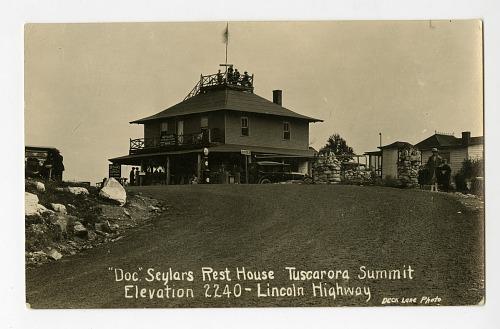 "Doc" Seylars Rest House Tuscarora Summit
Elevation 2240 - Lincoln Highway
Deck Lane Photo